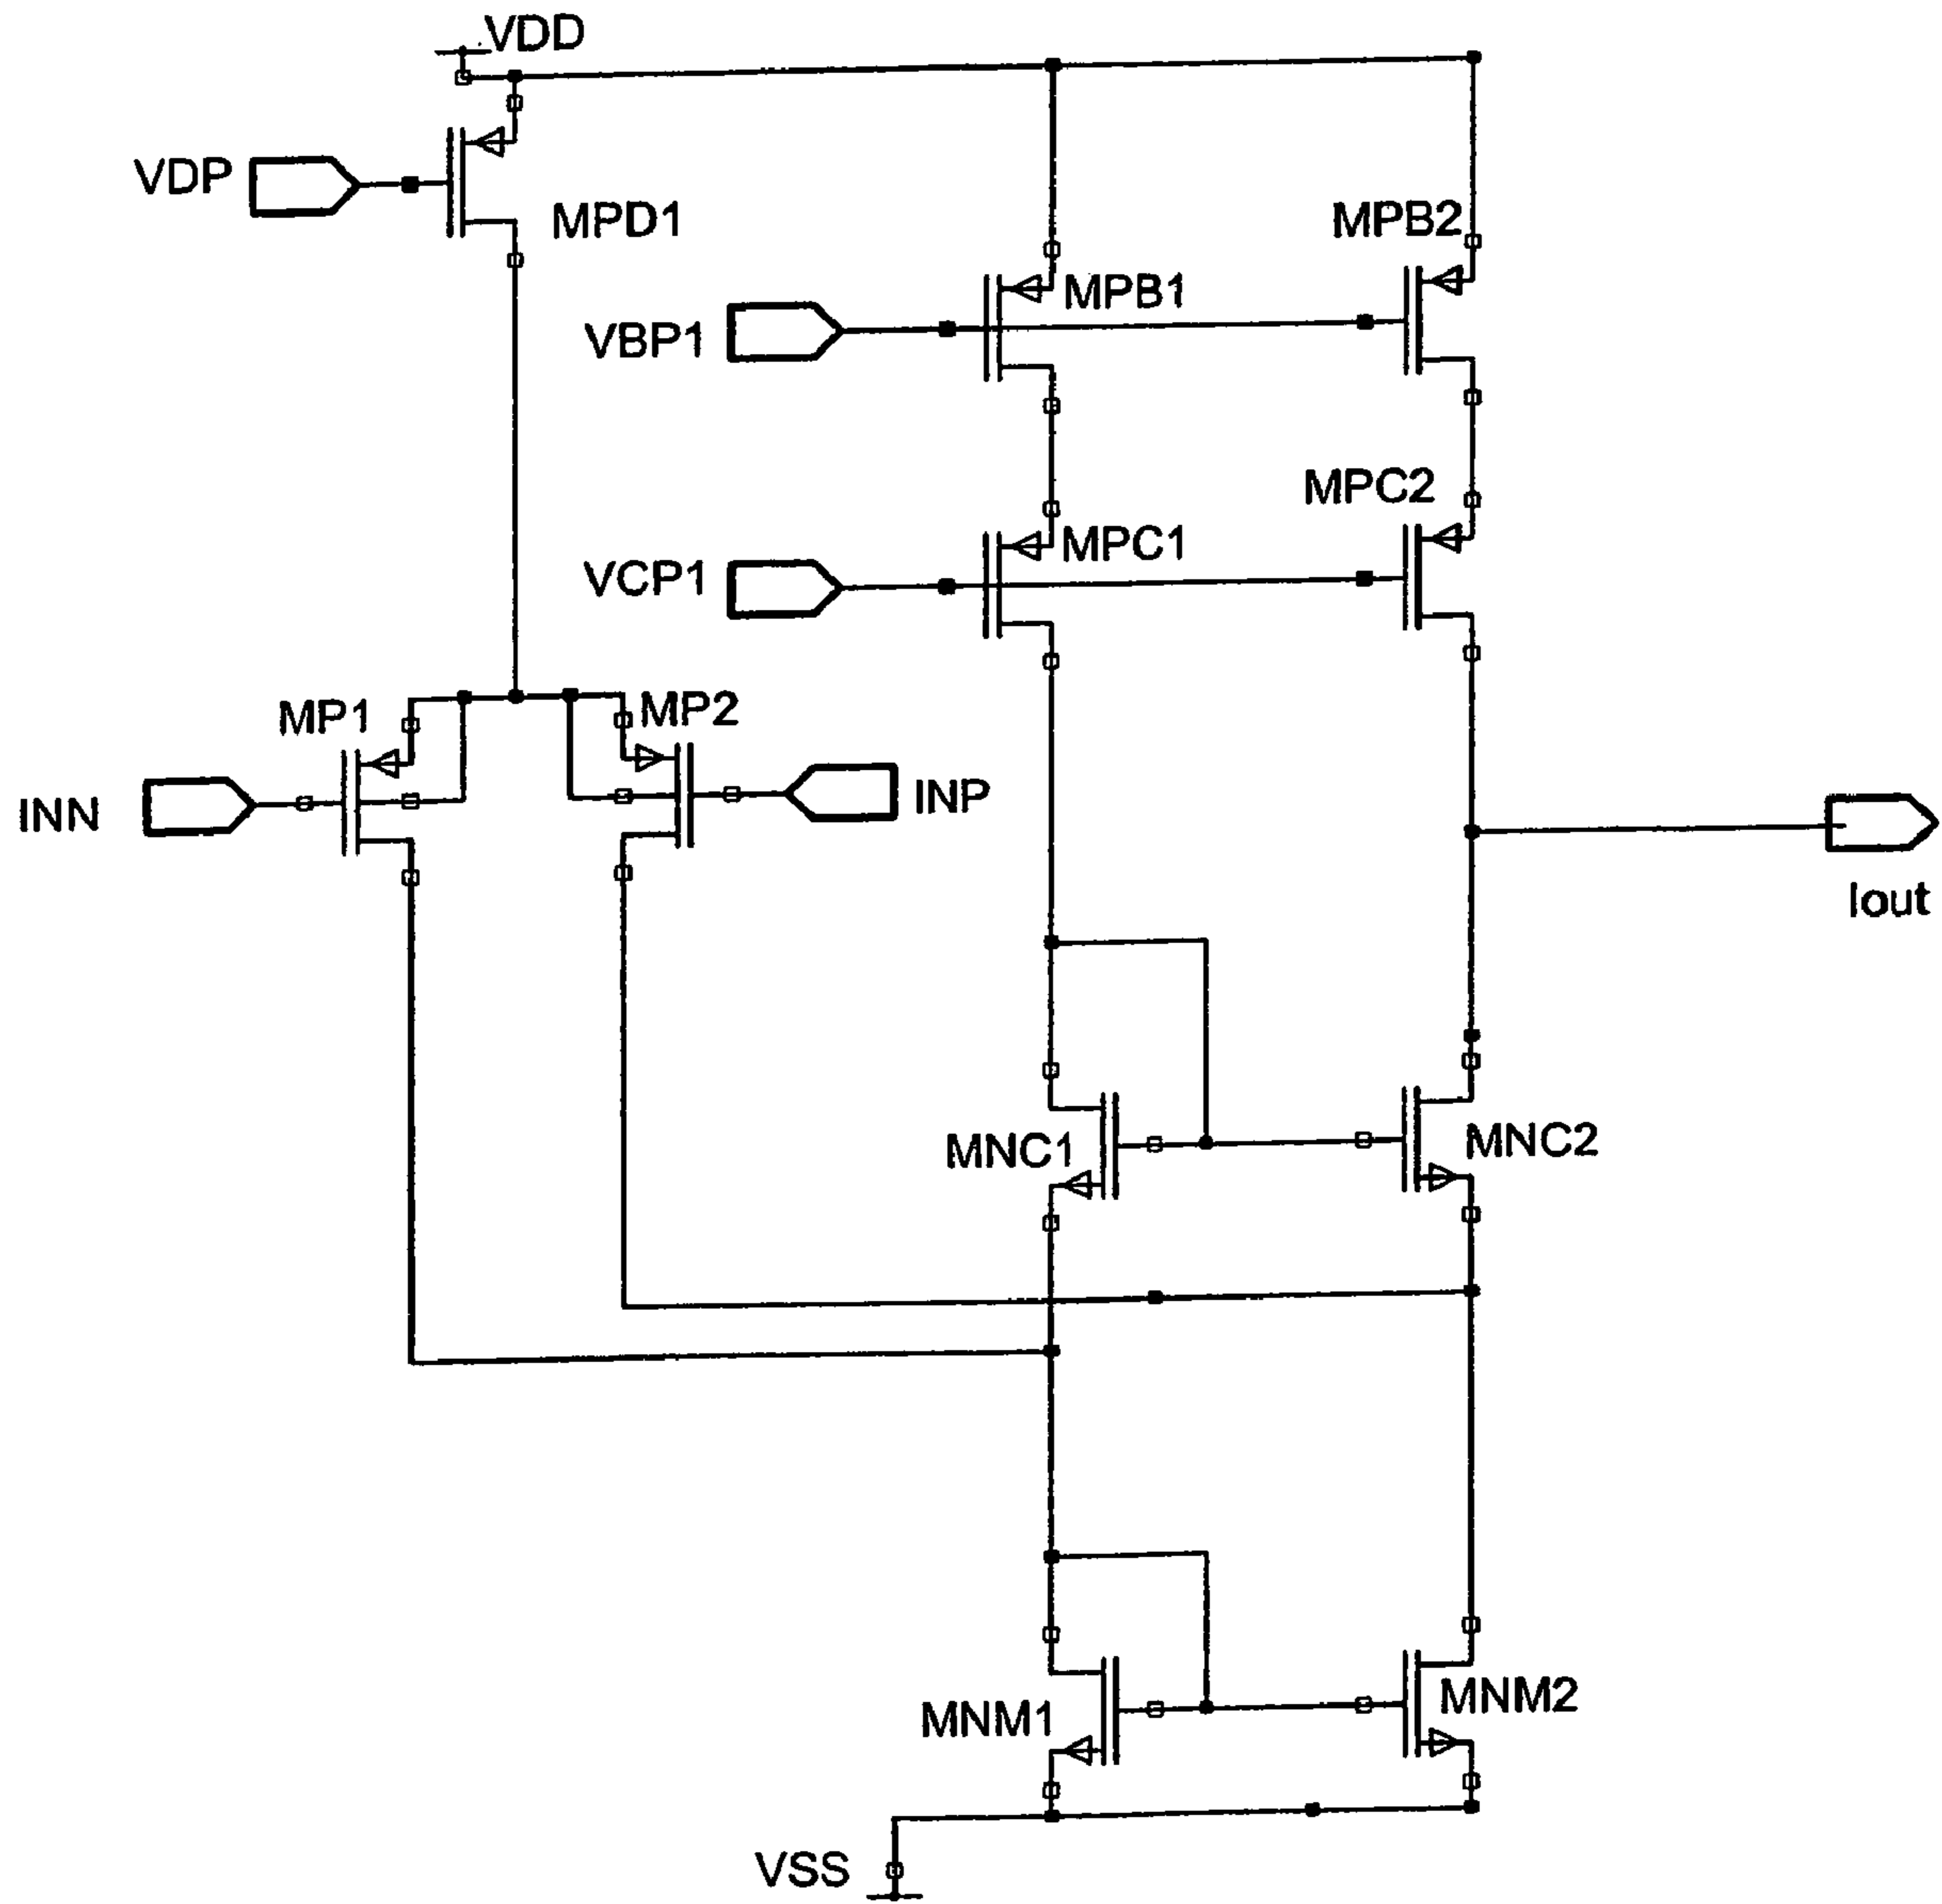 VDD
VDP
MPD1
MPB2
MPB1
VBP1
MPC2
MPC1
VCP1
MP1
MP2
INN
INP
Iout
MNC1
MNC2
MNM1
MNM2
VSS